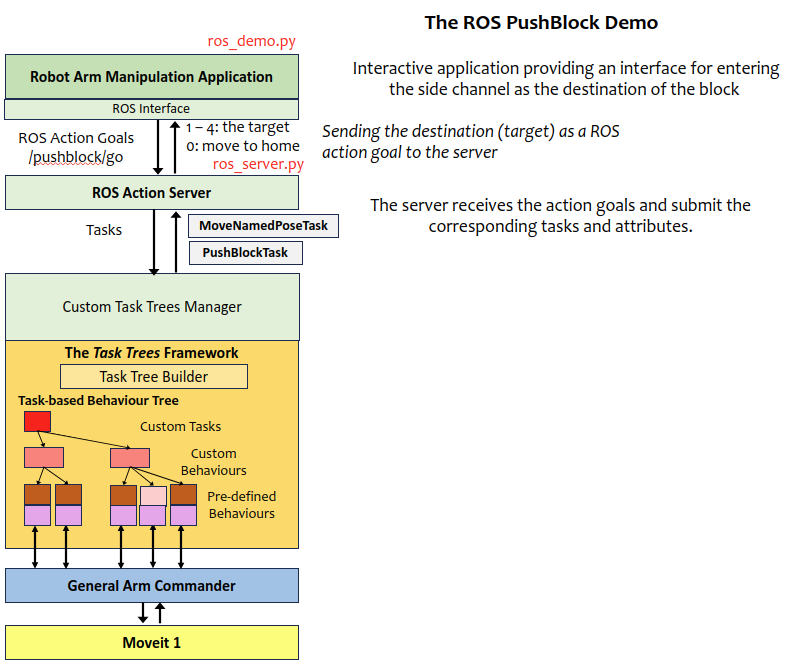 The ROS PushBlock Demo
ros_demo.py
Robot Arm Manipulation Application
ROS Interface
Interactive application providing an interface for entering
the side channel as the destination of the block
ROS Action Goals
/pushblock/go
1 – 4: the target
0: move to home
Sending the destination (target) as a ROS
action goal to the server
ros_server.py
ROS Action Server
The server receives the action goals and submit the
corresponding tasks and attributes.
Tasks
MoveNamedPoseTask
PushBlockTask
Custom Task Trees Manager
The Task Trees Framework
Task Tree Builder
Task-based Behaviour Tree
Custom Tasks
Custom
Behaviours
Pre-defined
Behaviours
General Arm Commander
Moveit 1